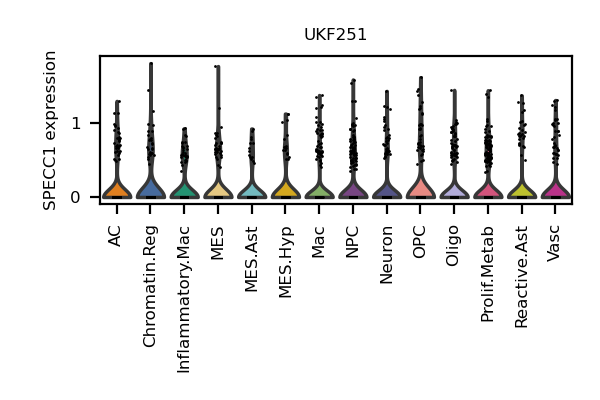 UKF251
SPECC1 expression
1
0
AC
Chromatin.Reg
Inflammatory.Mac
MES
MES.Ast
MES.Hyp
Mac
NPC
Neuron
OPC
Oligo
Prolif.Metab
Reactive.Ast
Vasc